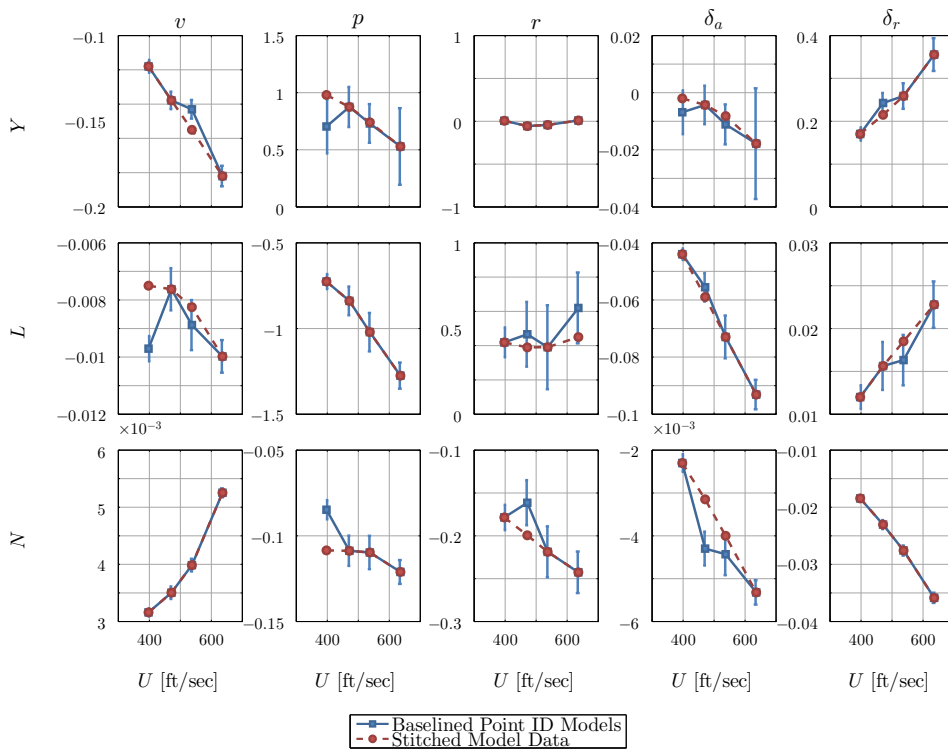 v p r δa δr
Y
−0.1 −0.15 −0.2
1.5 1 0.5 0
1 0 −1
0.02 0 −0.02 −0.04
0.4 0.2 0
L
−0.006 −0.008 −0.01 −0.012
−0.5 −1 −1.5
1 0.5 0
−0.04 −0.06 −0.08 −0.1
0.03 0.02 0.01
N
×10−3
6 5 4 3
−0.05 −0.1 −0.15
−0.1 −0.2 −0.3
×10−3
−2 −4 −6
−0.01 −0.02 −0.03 −0.04
400 600 400 600 400 600 400 600 400 600
U [ft/sec] U [ft/sec] U [ft/sec] U [ft/sec] U [ft/sec]
Baselined Point ID Models
Stitched Model Data